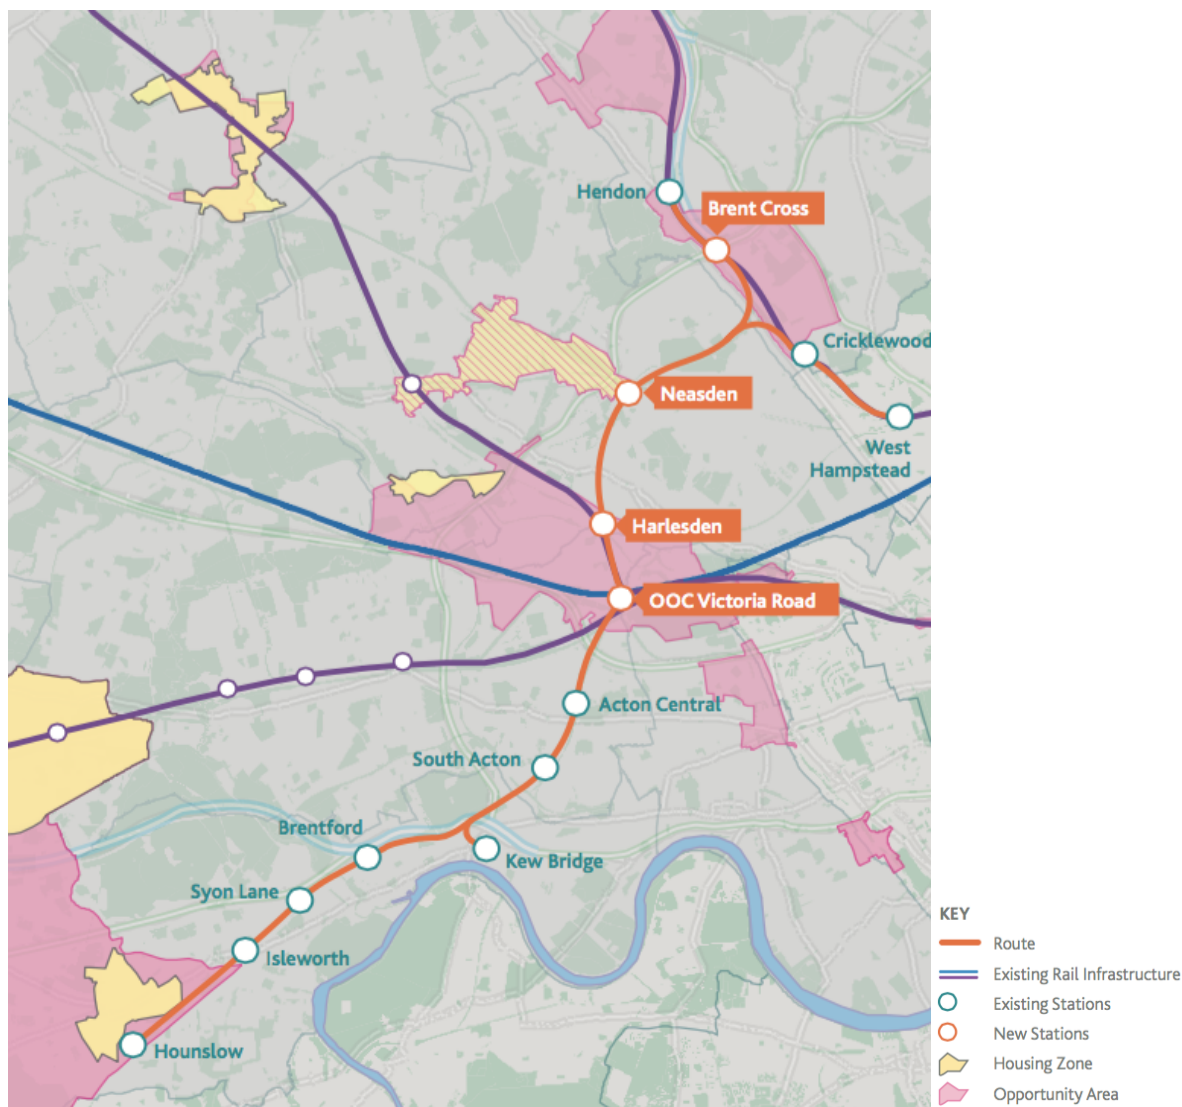 Hendon
Brent Cross
Cricklewood
Neasden
West
Hampstead
Harlesden
OOC Victoria Road
Acton Central
South Acton
Brentford
Kew Bridge
Syon Lane
Isleworth
Hounslow
KEY
Route
Existing Rail Infrastructure
Existing Stations
New Stations
Housing Zone
Opportunity Area